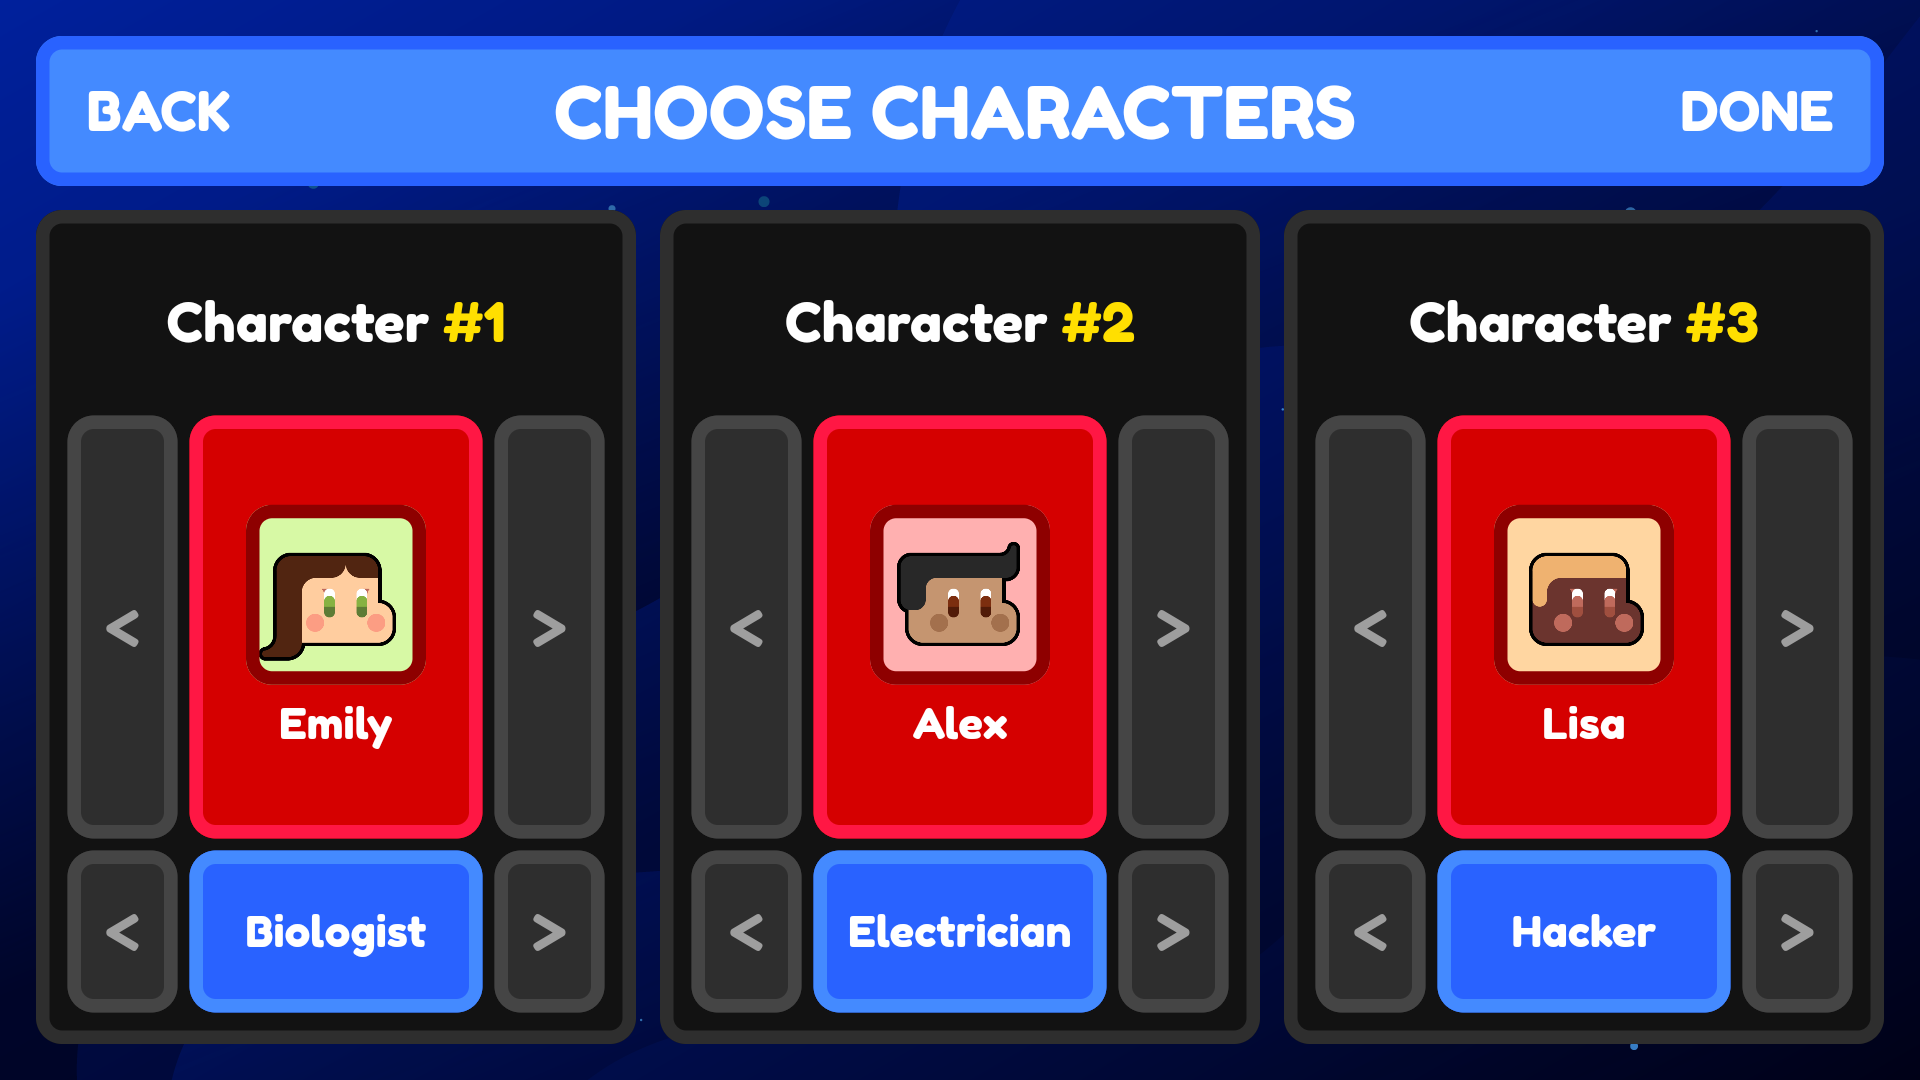 BACK
CHOOSE CHARACTERS
DONE
Character #1
Character #2
Character #3
<
>
<
>
<
>
Emily
Alex
Lisa
<
Biologist
>
<
Electrician
>
<
Hacker
>